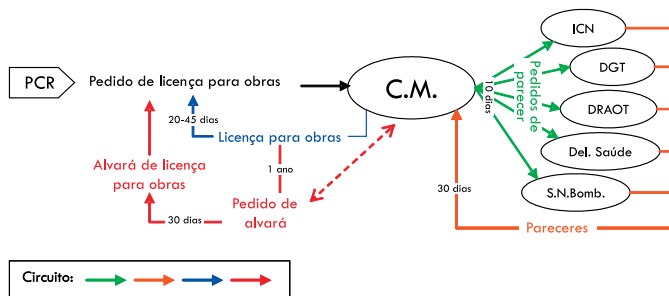 PCR
Pedido de licença para obras
C.M.
ICN
DGT
DRAOT
Del. Saúde
S.N.Bomb.
Pedidos de
parecer
10 dias
20-45 dias
Licença para obras
1 ano
Alvará de licença
para obras
Pedido de
alvará
30 dias
30 dias
Pareceres
Circuito: